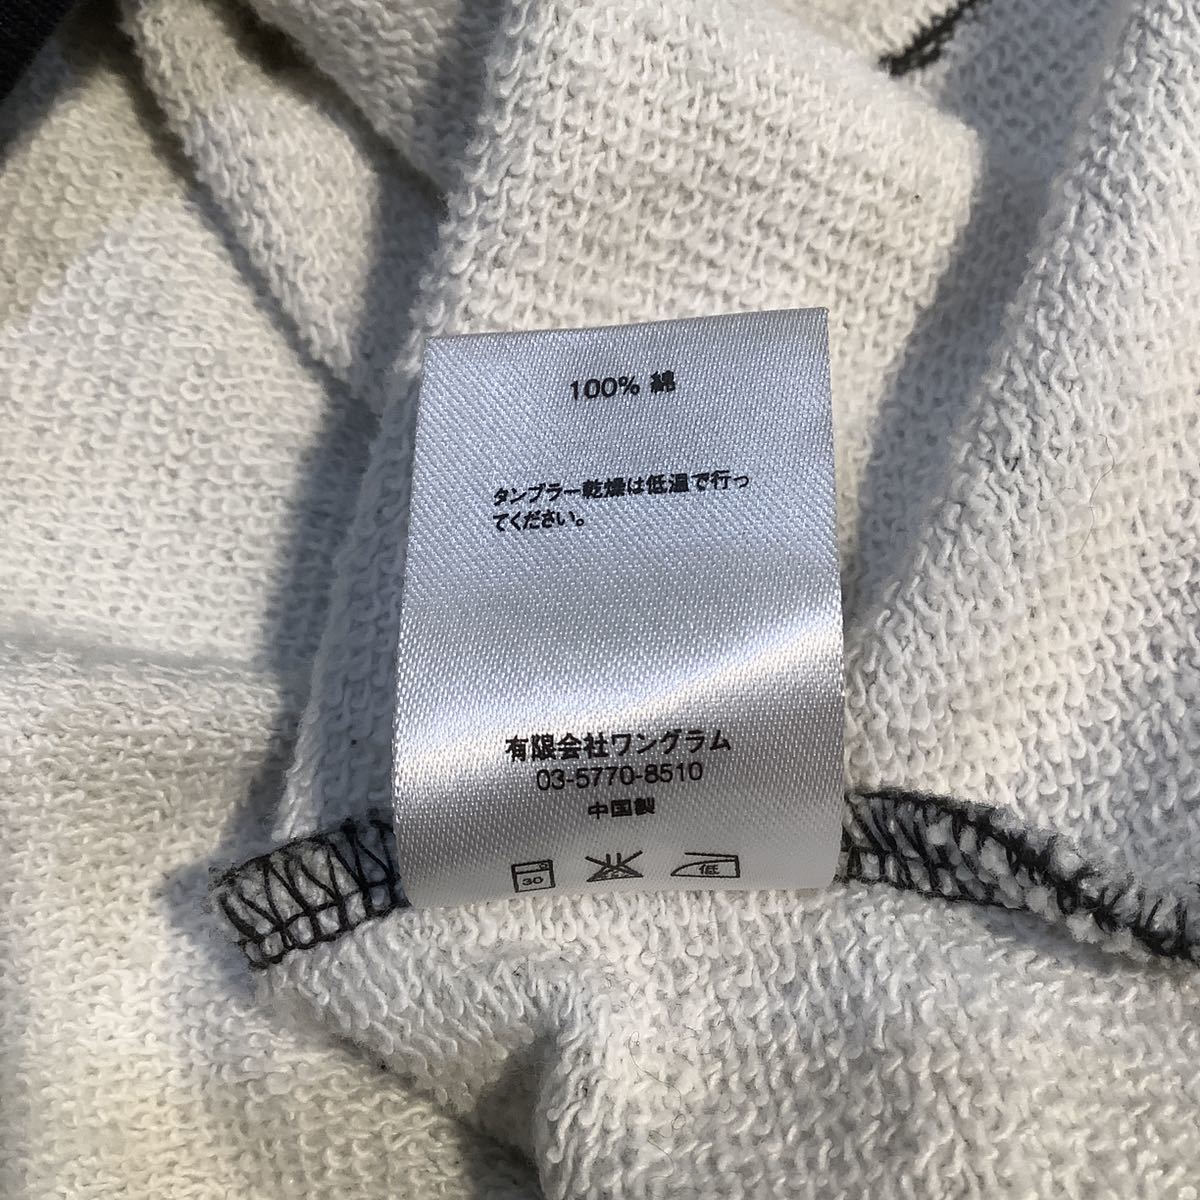 100% 綿
タンブラー乾燥は低温で行っ
てください。
有限会社ワングラム
03-5770-8510
中国製
30
低